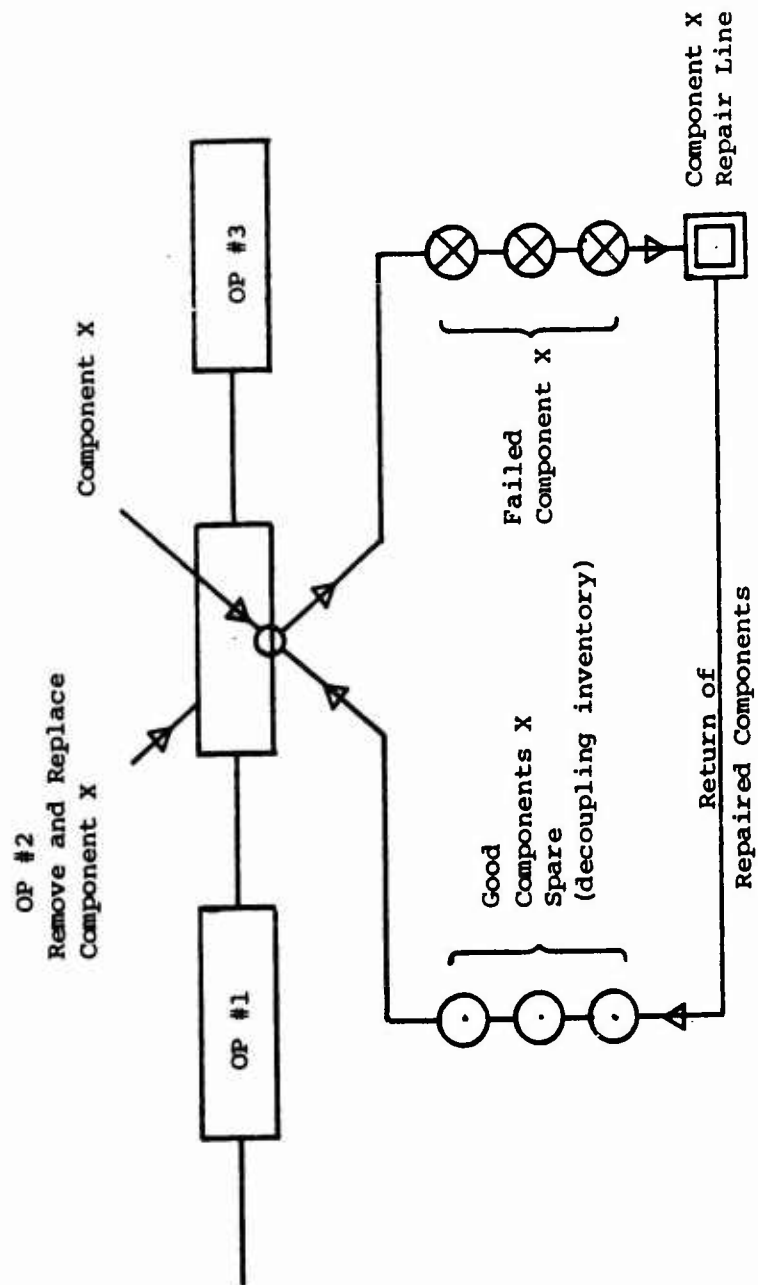 OP #2
Remove and Replace
Component X
Component X
OP #1
OP #3
Good
Components X
Spare
(decoupling inventory)
Failed
Component X
Return of
Repaired Components
Component X
Repair Line